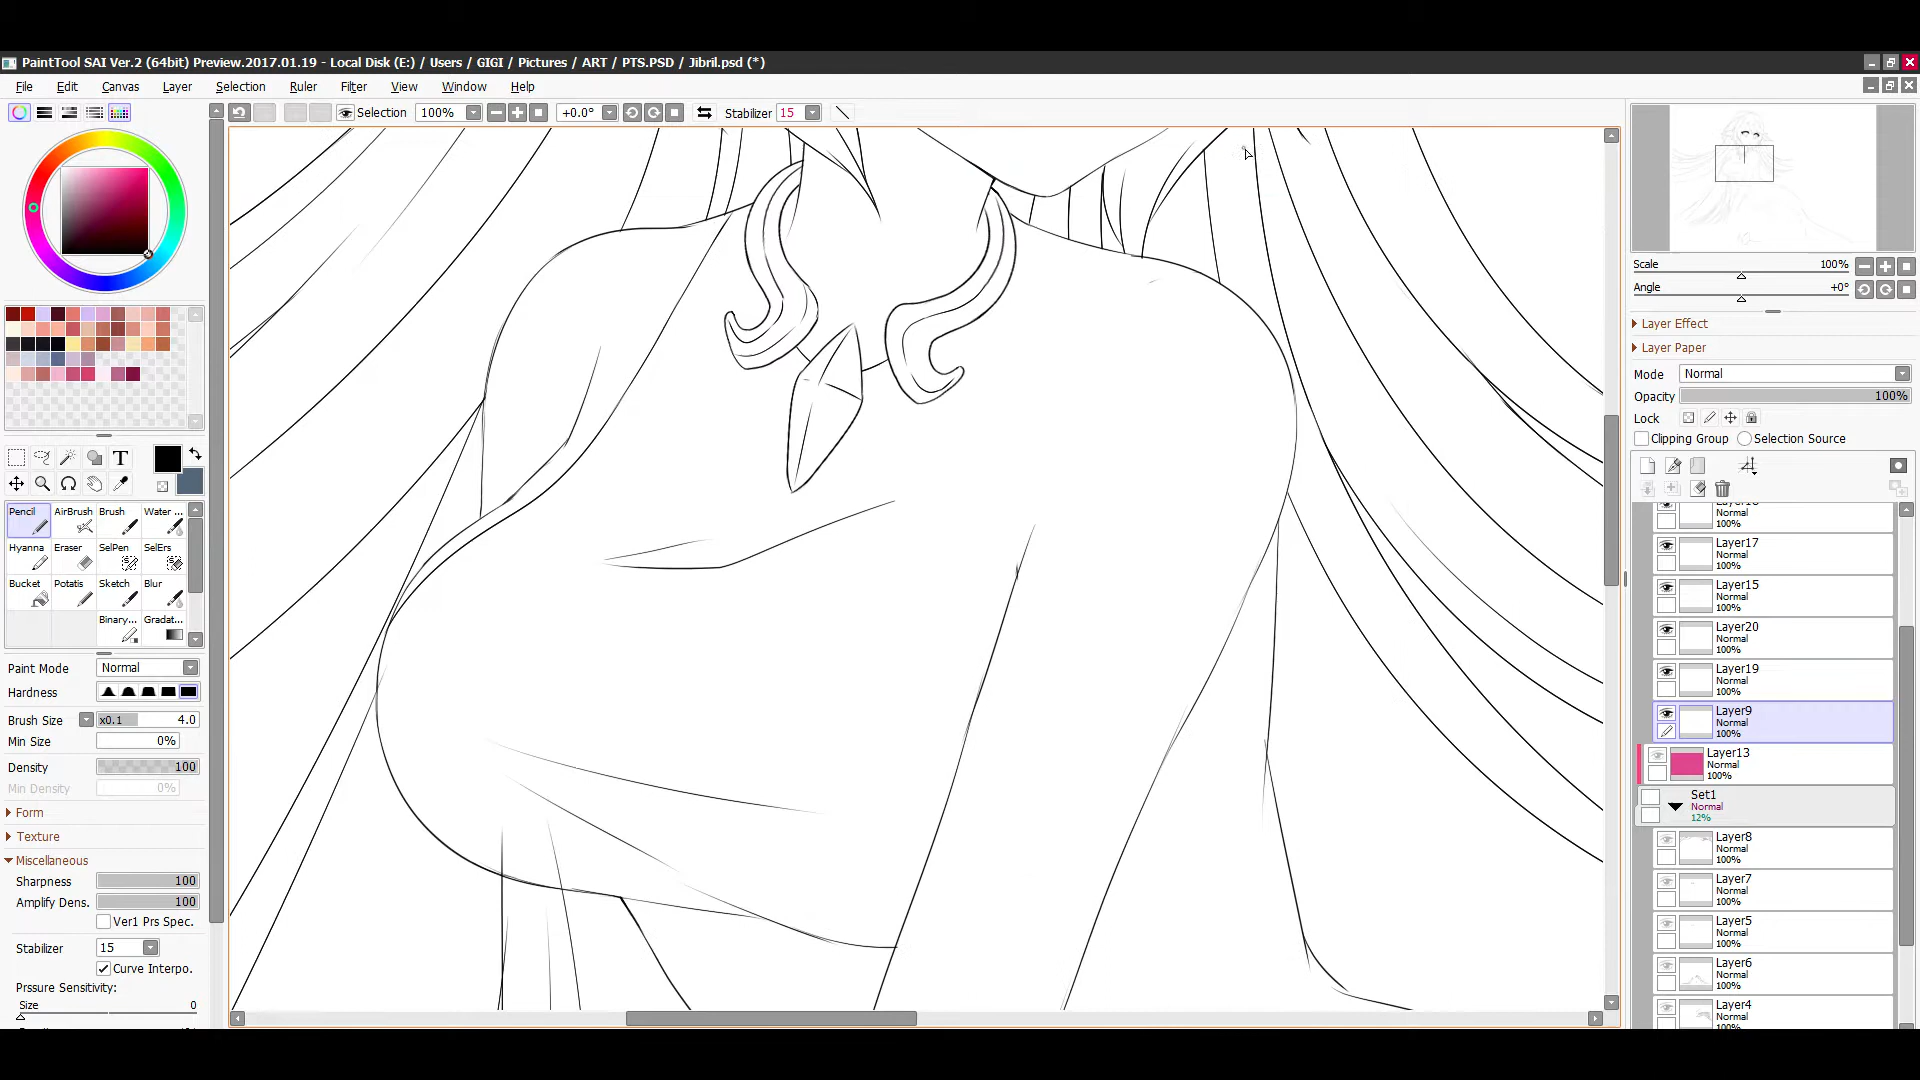 PaintTool SAI Ver.2 (64bit) Preview.2017.01.19 - Local Disk (E:) / Users / GIGI / Pictures / ART / PTS.PSD / Jibril.psd (*)
File Edit Canvas Layer Selection Ruler Filter View Window Help
Selection 100% +0.0° Stabilizer 15
Scale 100%
Angle +0°
Layer Effect
Layer Paper
Mode Normal
Opacity 100%
Lock
Clipping Group Selection Source
T
Pencil AirBrush Brush Water ...
Hyanna Eraser SelPen SelErs
Bucket Potatis Sketch Blur
Binary... Gradat...
Paint Mode Normal
Hardness
Brush Size x0.1 4.0
Min Size 0%
Density 100
Min Density 0%
Form
Texture
Miscellaneous
Sharpness 100
Amplify Dens. 100
Ver1 Prs Spec.
Stabilizer 15
Curve Interpo.
Prssure Sensitivity:
Size 0
Normal
100%
Layer17
Normal
100%
Layer15
Normal
100%
Layer20
Normal
100%
Layer19
Normal
100%
Layer9
Normal
100%
Layer13
Normal
100%
Set1
Normal
12%
Layer8
Normal
100%
Layer7
Normal
100%
Layer5
Normal
100%
Layer6
Normal
100%
Layer4
Normal
100%